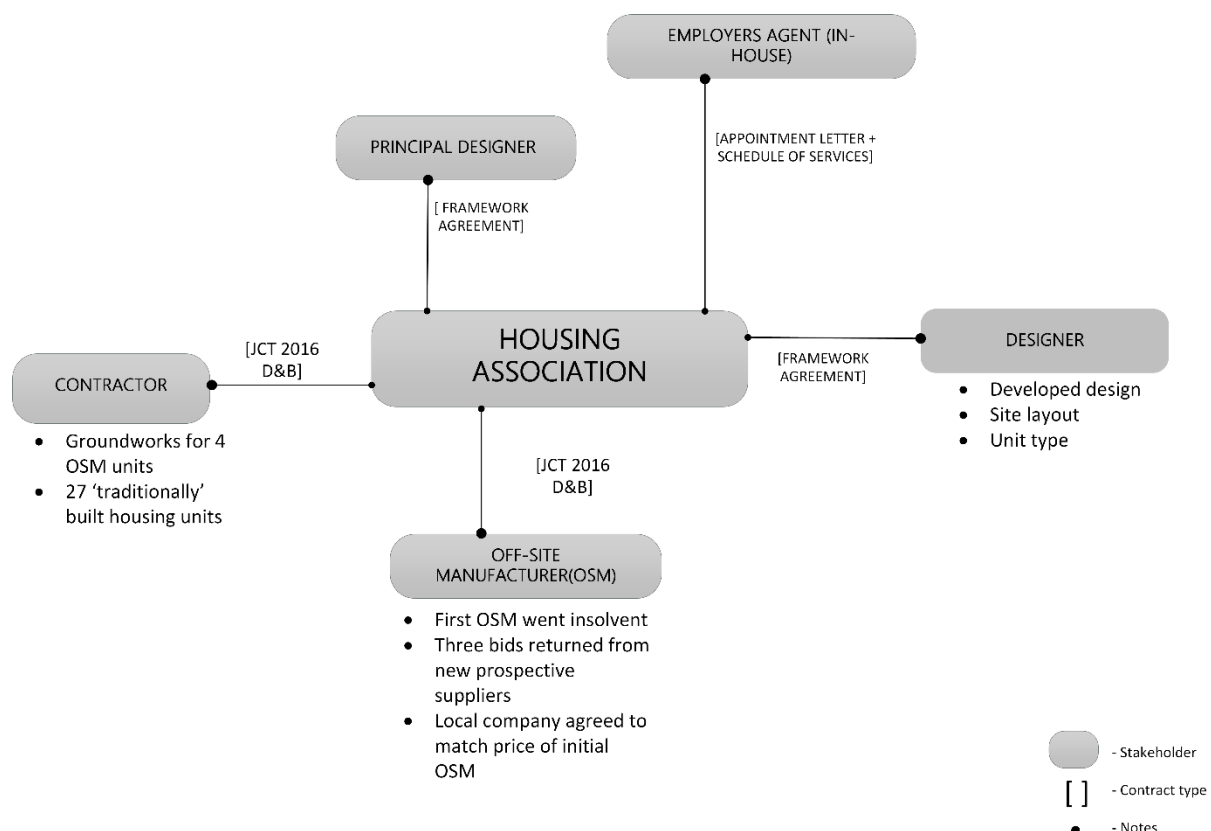 EMPLOYERS AGENT (IN-
HOUSE)
[APPOINTMENT LETTER +
SCHEDULE OF SERVICES]
PRINCIPAL DESIGNER
[ FRAMEWORK
AGREEMENT]
HOUSING
ASSOCIATION
[JCT 2016
D&B]
CONTRACTOR
• Groundworks for 4
OSM units
• 27 ‘traditionally’
built housing units
[FRAMEWORK
AGREEMENT]
DESIGNER
• Developed design
• Site layout
• Unit type
[JCT 2016
D&B]
OFF-SITE
MANUFACTURER(OSM)
• First OSM went insolvent
• Three bids returned from
new prospective
suppliers
• Local company agreed to
match price of initial
OSM
- Stakeholder
[ ] - Contract type
• - Notes